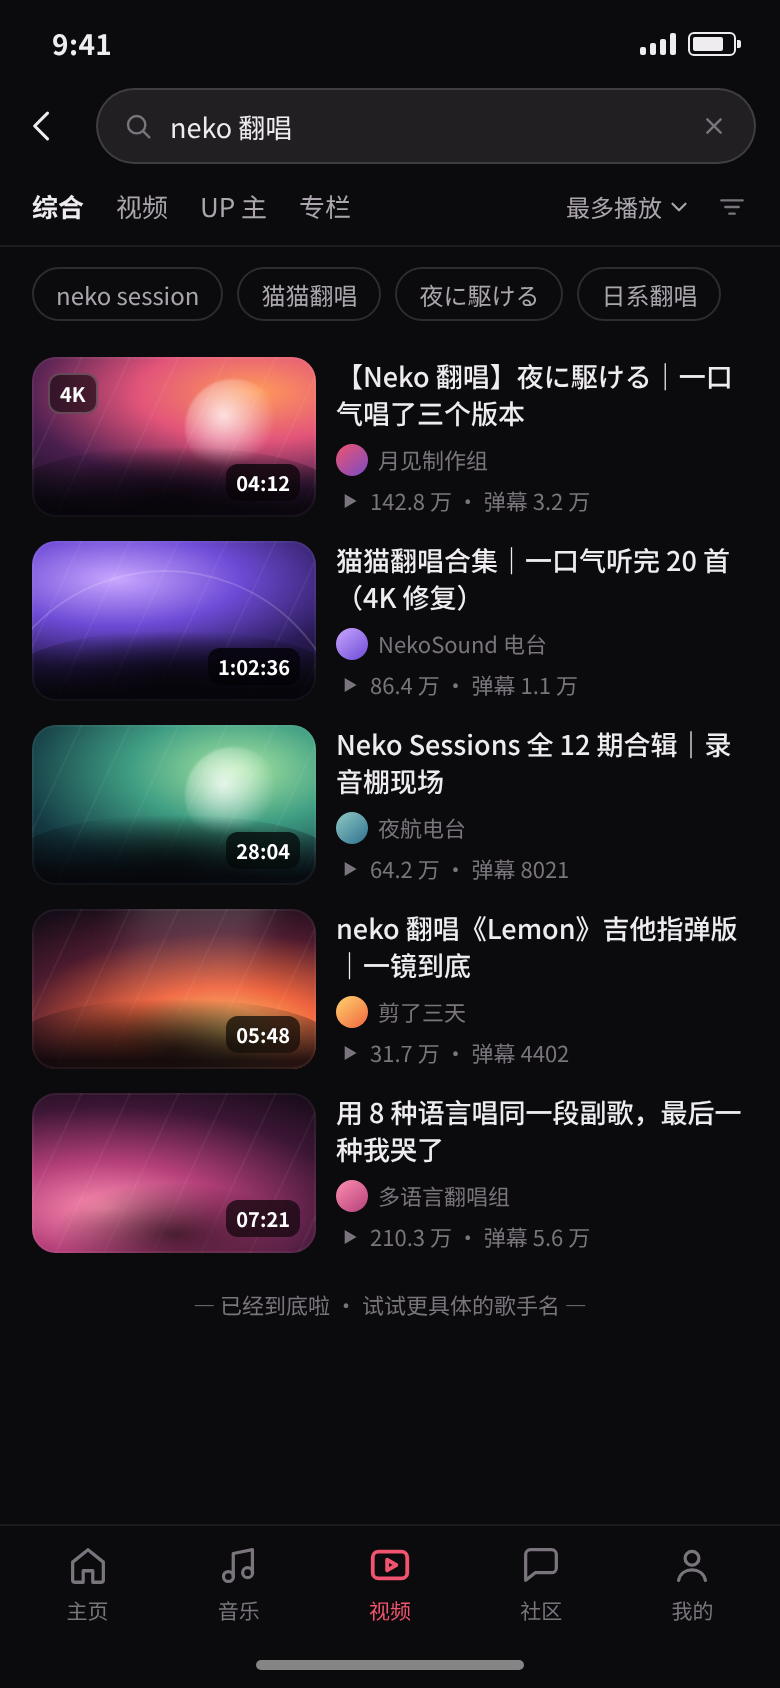 9:41
neko 翻唱
综合 视频 UP 主 专栏 最多播放
neko session 猫猫翻唱 夜に駆ける 日系翻唱
4K
04:12
【Neko 翻唱】夜に駆ける｜一口
气唱了三个版本
月见制作组
142.8 万 · 弹幕 3.2 万
1:02:36
猫猫翻唱合集｜一口气听完 20 首
（4K 修复）
NekoSound 电台
86.4 万 · 弹幕 1.1 万
28:04
Neko Sessions 全 12 期合辑｜录
音棚现场
夜航电台
64.2 万 · 弹幕 8021
05:48
neko 翻唱《Lemon》吉他指弹版
｜一镜到底
剪了三天
31.7 万 · 弹幕 4402
07:21
用 8 种语言唱同一段副歌，最后一
种我哭了
多语言翻唱组
210.3 万 · 弹幕 5.6 万
— 已经到底啦 · 试试更具体的歌手名 —
主页 音乐 视频 社区 我的